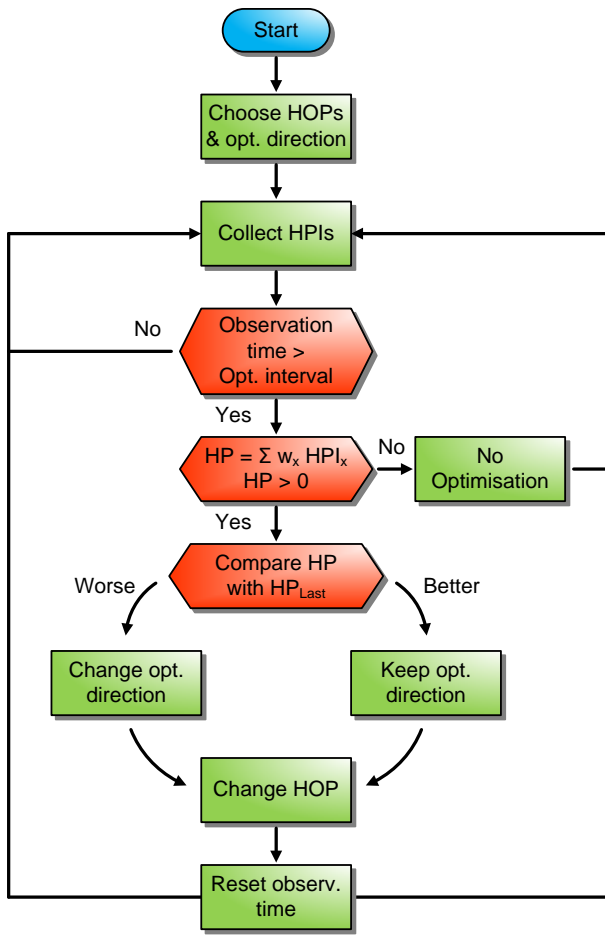 Start
Choose HOPs
& opt. direction
Collect HPIs
No
Observation
time >
Opt. interval
Yes
HP = Σ wₓ HPIₓ
HP > 0
No
No
Optimisation
Yes
Compare HP
with HP_Last
Worse
Better
Change opt.
direction
Keep opt.
direction
Change HOP
Reset observ.
time